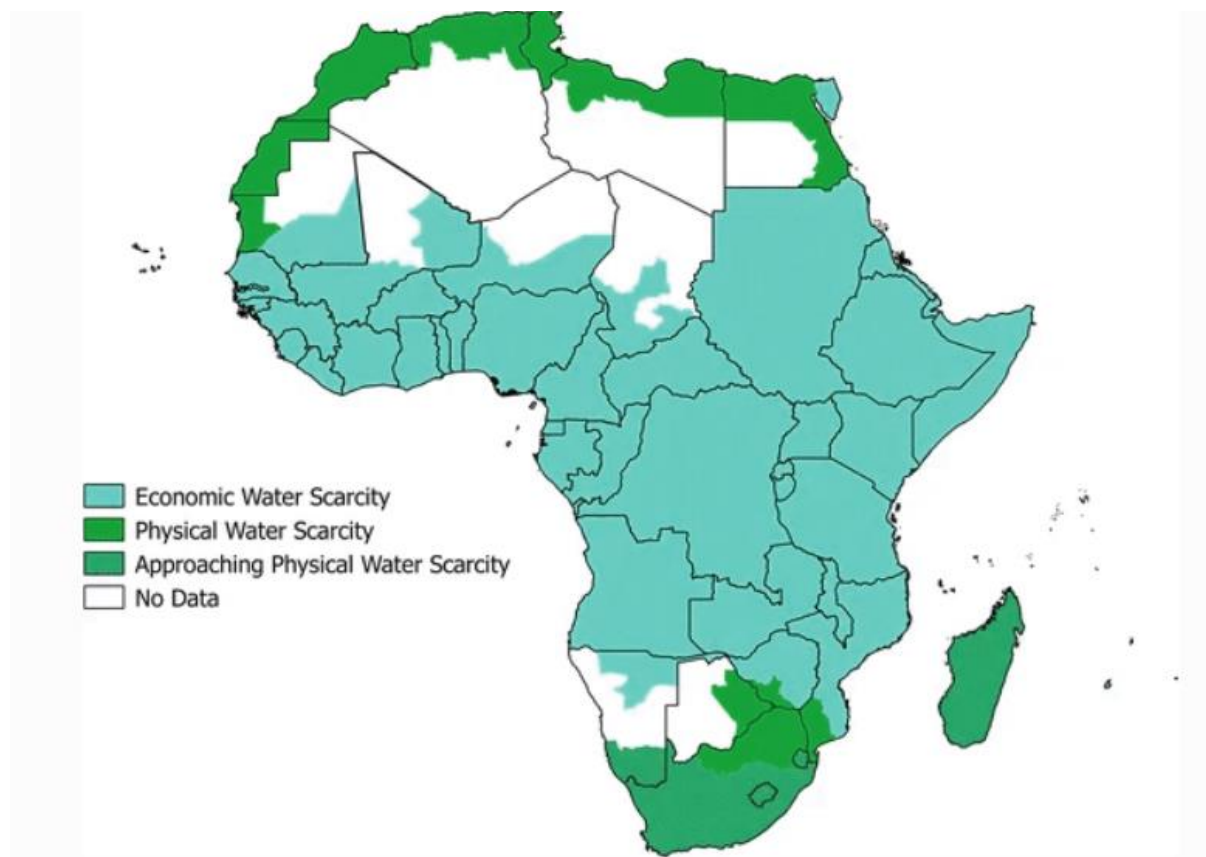 Economic Water Scarcity
Physical Water Scarcity
Approaching Physical Water Scarcity
No Data